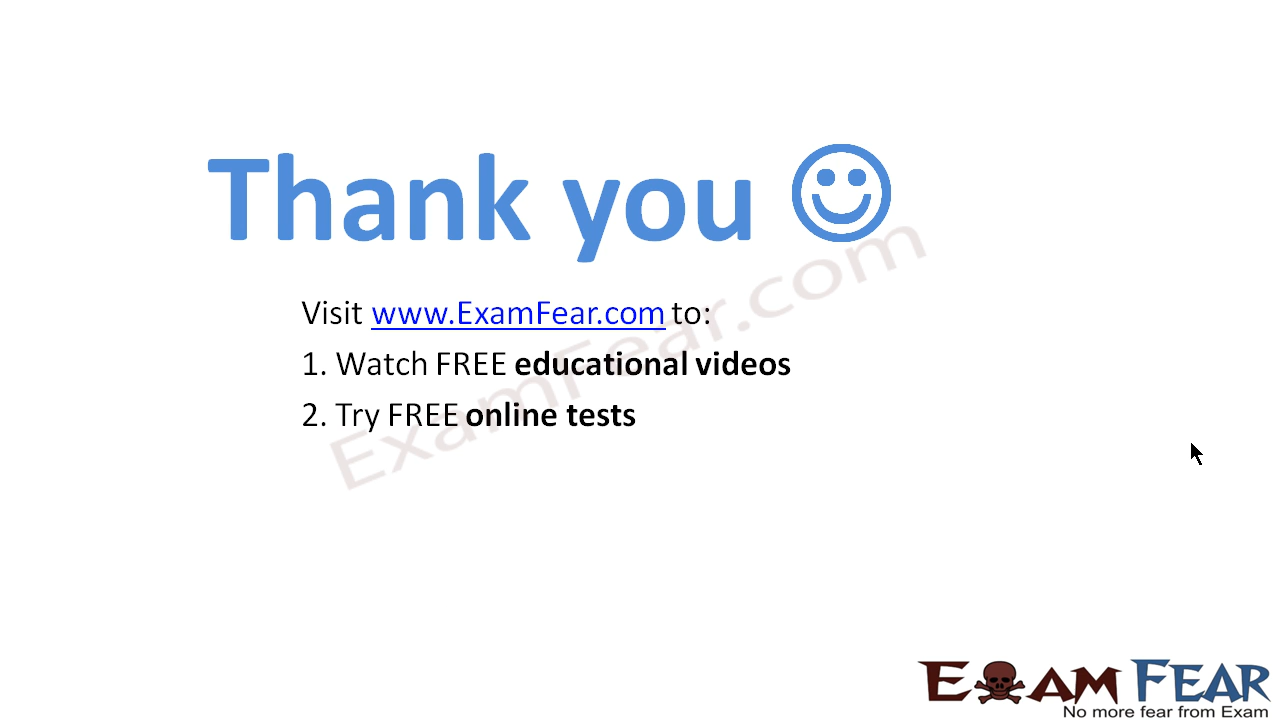 Thank you ☺
Visit www.ExamFear.com to:
1. Watch FREE educational videos
2. Try FREE online tests
ExamFear.com
EXAM FEAR
No more fear from Exam